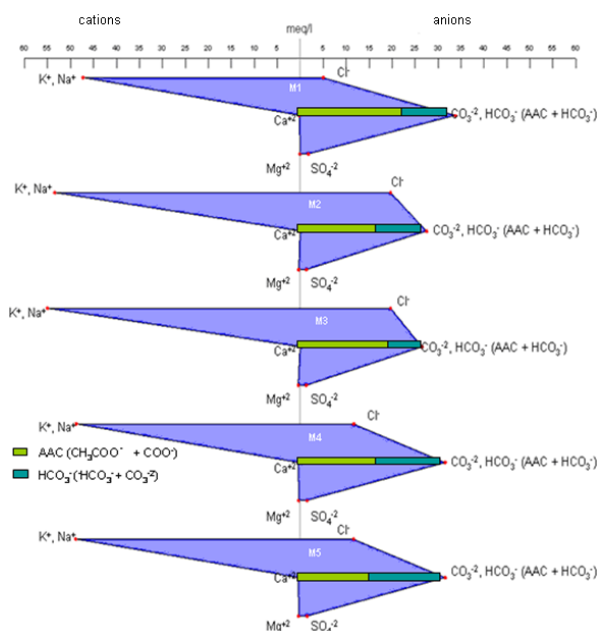 cations meq/l anions
60 55 50 45 40 35 30 25 20 15 10 5 5 10 15 20 25 30 35 40 45 50 55 60
K⁺, Na⁺ Cl⁻
M1
Ca⁺² CO₃⁻², HCO₃⁻ (AAC + HCO₃⁻)
Mg⁺² SO₄⁻²
K⁺, Na⁺ Cl⁻
M2
Ca⁺² CO₃⁻², HCO₃⁻ (AAC + HCO₃⁻)
Mg⁺² SO₄⁻²
K⁺, Na⁺ Cl⁻
M3
Ca⁺² CO₃⁻², HCO₃⁻ (AAC + HCO₃⁻)
Mg⁺² SO₄⁻²
K⁺, Na⁺ Cl⁻
M4
AAC (CH₃COO⁻ + COO⁻)
Ca⁺² CO₃⁻², HCO₃⁻ (AAC + HCO₃⁻)
HCO₃⁻ (HCO₃⁻ + CO₃⁻²)
Mg⁺² SO₄⁻²
K⁺, Na⁺ Cl⁻
M5
Ca⁺² CO₃⁻², HCO₃⁻ (AAC + HCO₃⁻)
Mg⁺² SO₄⁻²